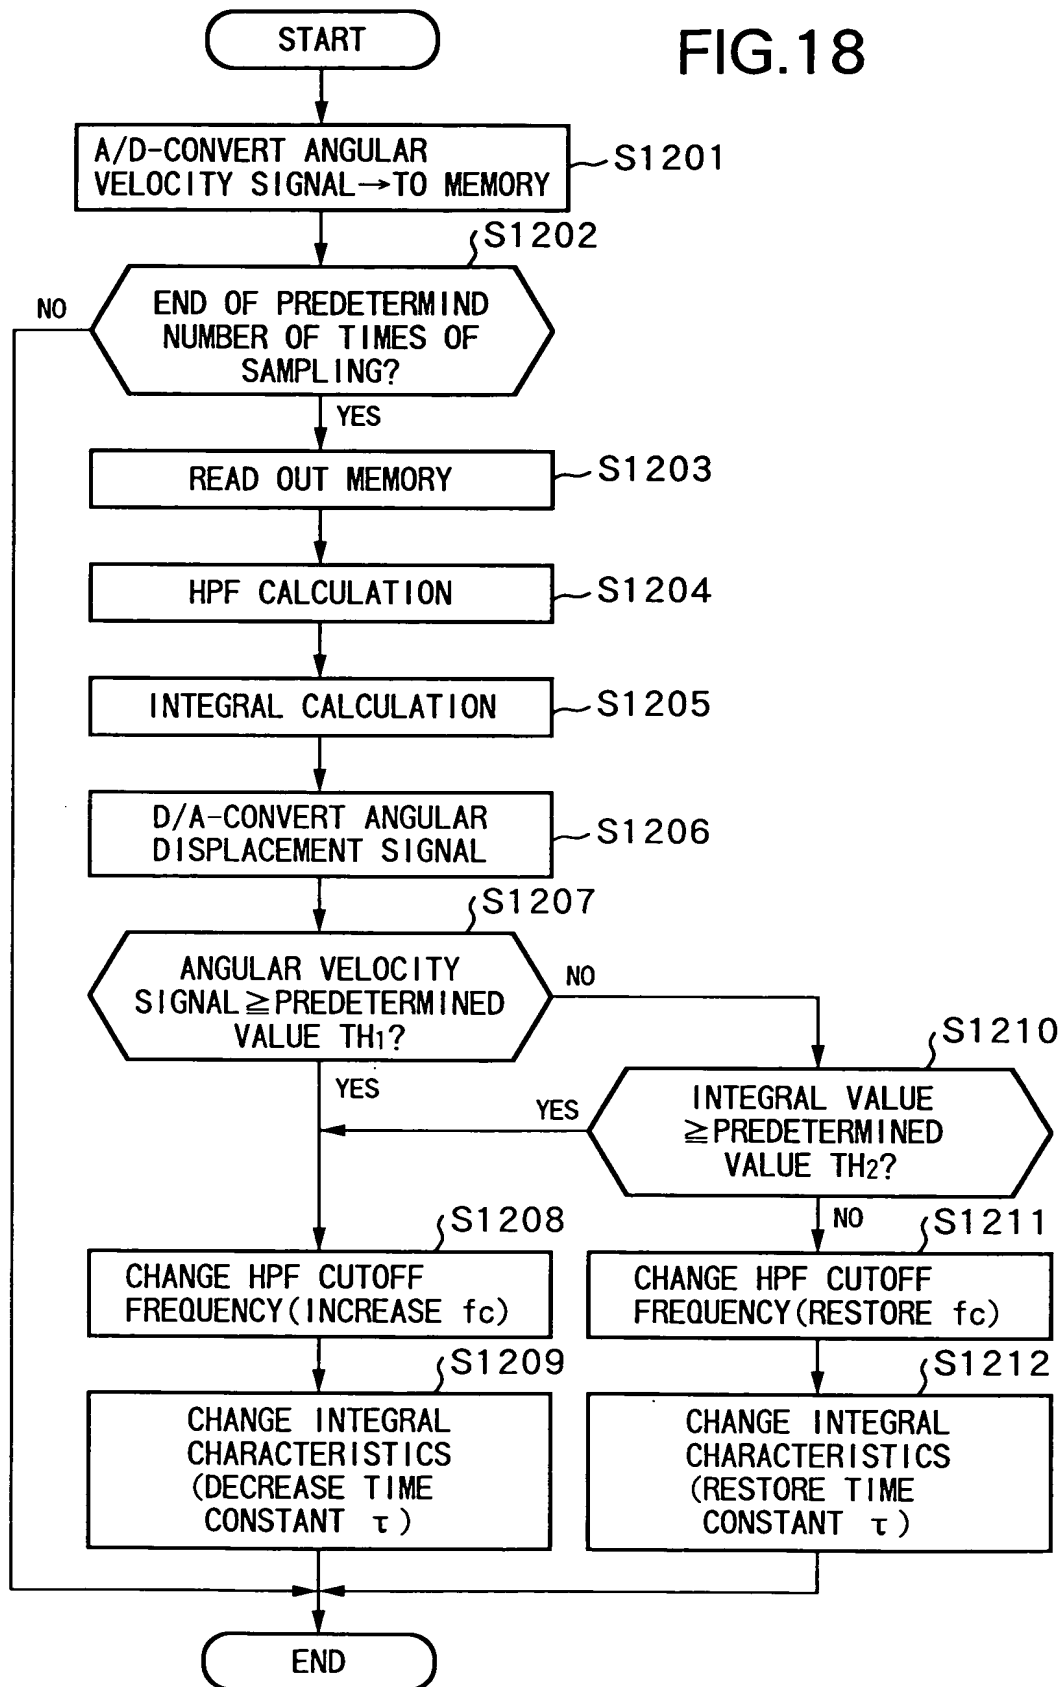 FIG.18
START
A/D-CONVERT ANGULAR
VELOCITY SIGNAL→TO MEMORY
S1201
S1202
END OF PREDETERMIND
NUMBER OF TIMES OF
SAMPLING?
NO
YES
READ OUT MEMORY
S1203
HPF CALCULATION
S1204
INTEGRAL CALCULATION
S1205
D/A-CONVERT ANGULAR
DISPLACEMENT SIGNAL
S1206
S1207
ANGULAR VELOCITY
SIGNAL≧PREDETERMINED
VALUE TH1?
NO
YES
S1210
INTEGRAL VALUE
≧PREDETERMINED
VALUE TH2?
YES
NO
S1208
CHANGE HPF CUTOFF
FREQUENCY(INCREASE fc)
S1211
CHANGE HPF CUTOFF
FREQUENCY(RESTORE fc)
S1209
CHANGE INTEGRAL
CHARACTERISTICS
(DECREASE TIME
CONSTANT τ)
S1212
CHANGE INTEGRAL
CHARACTERISTICS
(RESTORE TIME
CONSTANT τ)
END